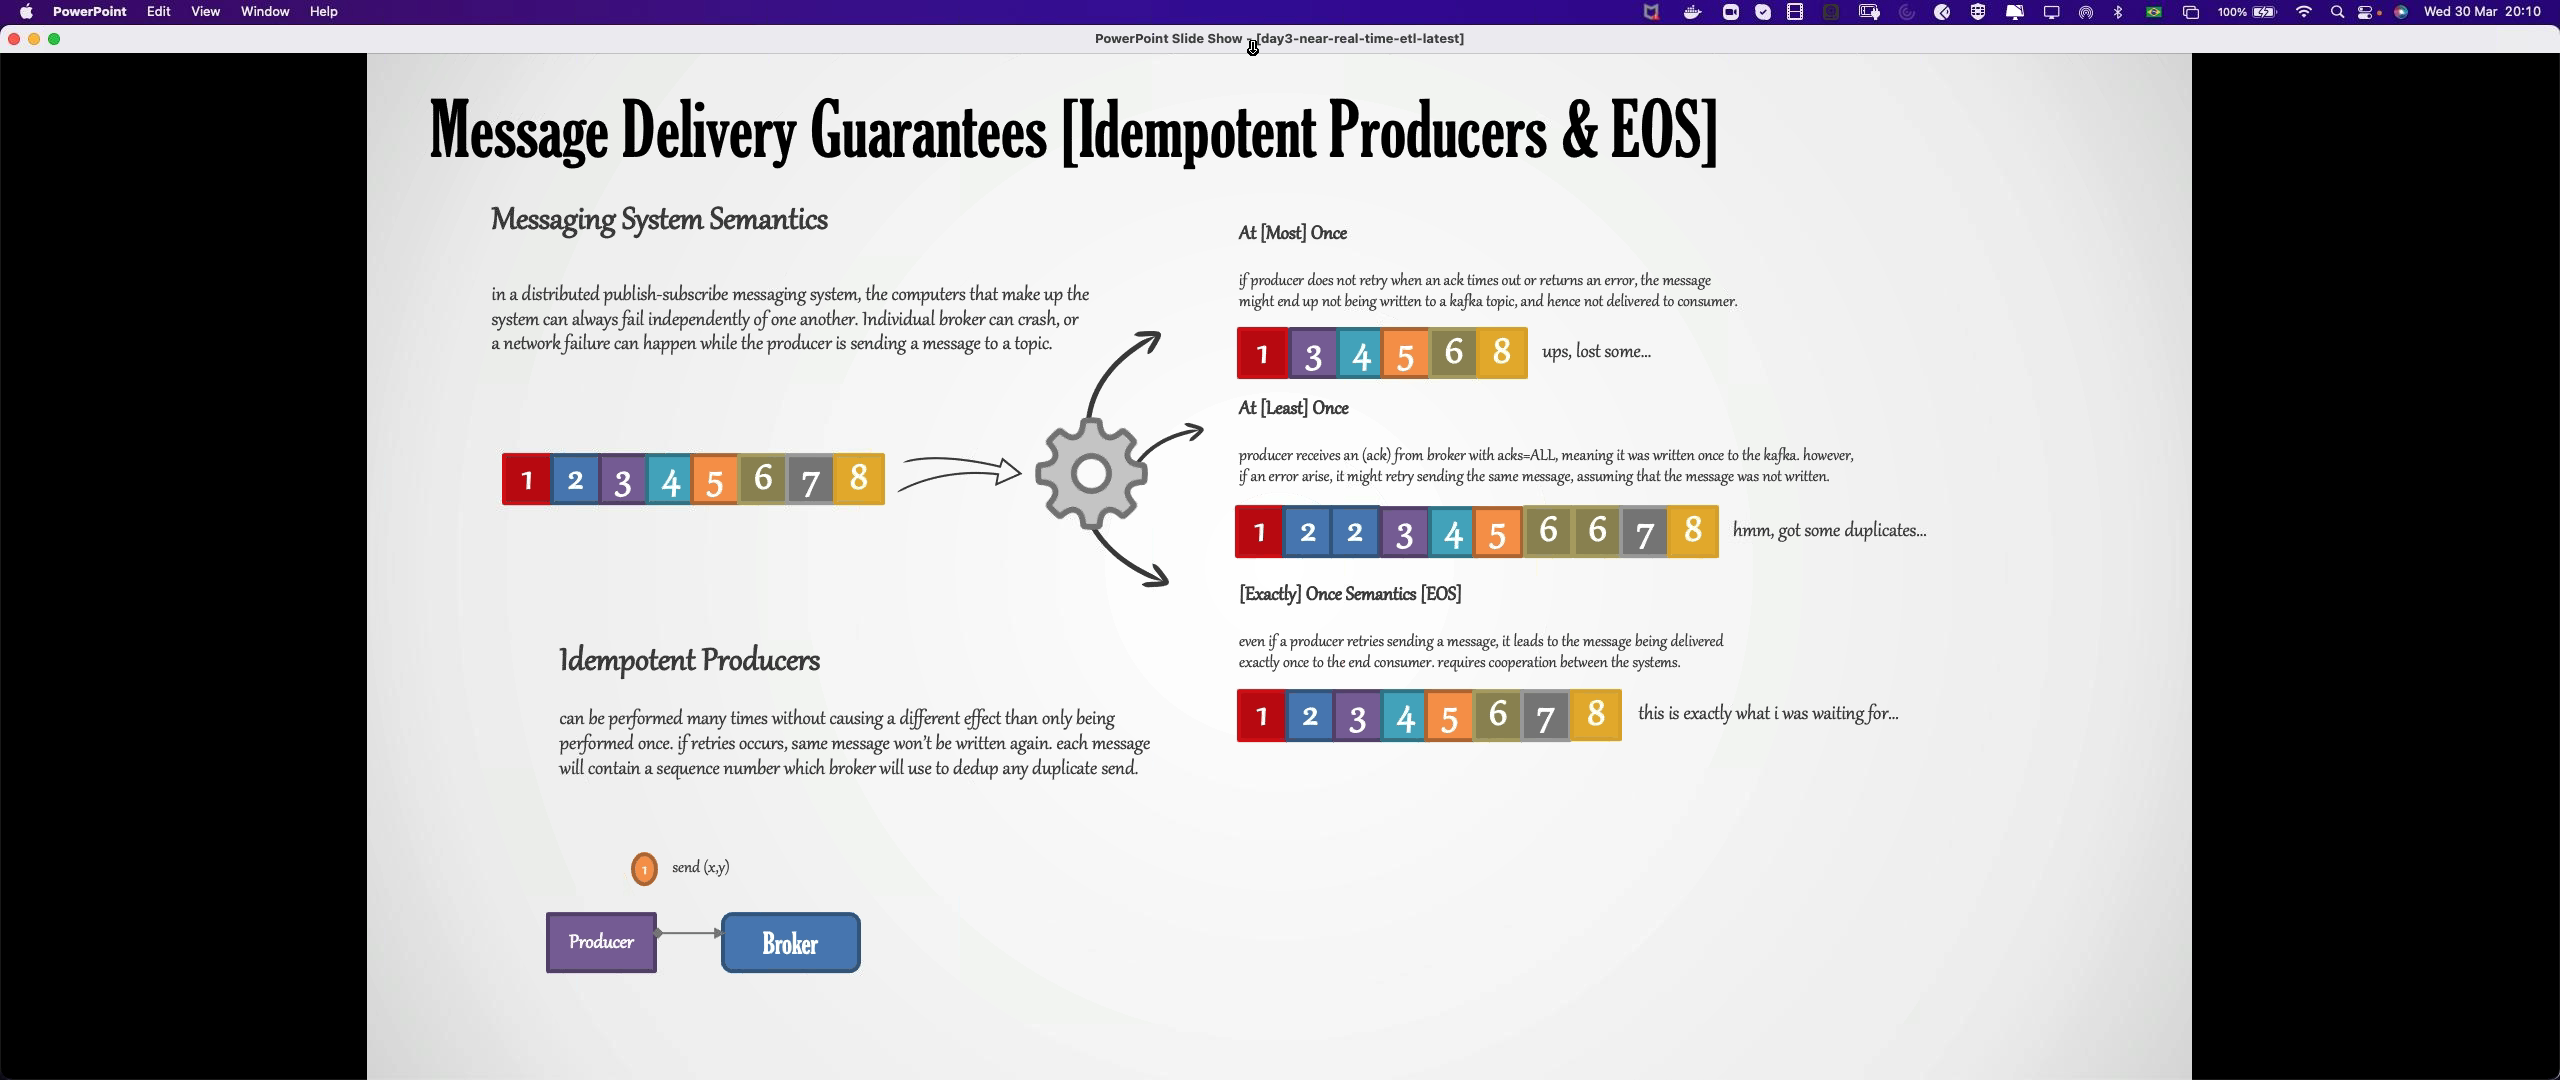 PowerPoint Edit View Window Help
100% Wed 30 Mar 20:10
PowerPoint Slide Show - [day3-near-real-time-etl-latest]
Message Delivery Guarantees [Idempotent Producers & EOS]
Messaging System Semantics
in a distributed publish-subscribe messaging system, the computers that make up the
system can always fail independently of one another. Individual broker can crash, or
a network failure can happen while the producer is sending a message to a topic.
1 2 3 4 5 6 7 8
At [Most] Once
if producer does not retry when an ack times out or returns an error, the message
might end up not being written to a kafka topic, and hence not delivered to consumer.
1 3 4 5 6 8 ups, lost some...
At [Least] Once
producer receives an (ack) from broker with acks=ALL, meaning it was written once to the kafka. however,
if an error arise, it might retry sending the same message, assuming that the message was not written.
1 2 2 3 4 5 6 6 7 8 hmm, got some duplicates...
[Exactly] Once Semantics [EOS]
even if a producer retries sending a message, it leads to the message being delivered
exactly once to the end consumer. requires cooperation between the systems.
1 2 3 4 5 6 7 8 this is exactly what i was waiting for...
Idempotent Producers
can be performed many times without causing a different effect than only being
performed once. if retries occurs, same message won't be written again. each message
will contain a sequence number which broker will use to dedup any duplicate send.
1 send (x,y)
Producer Broker